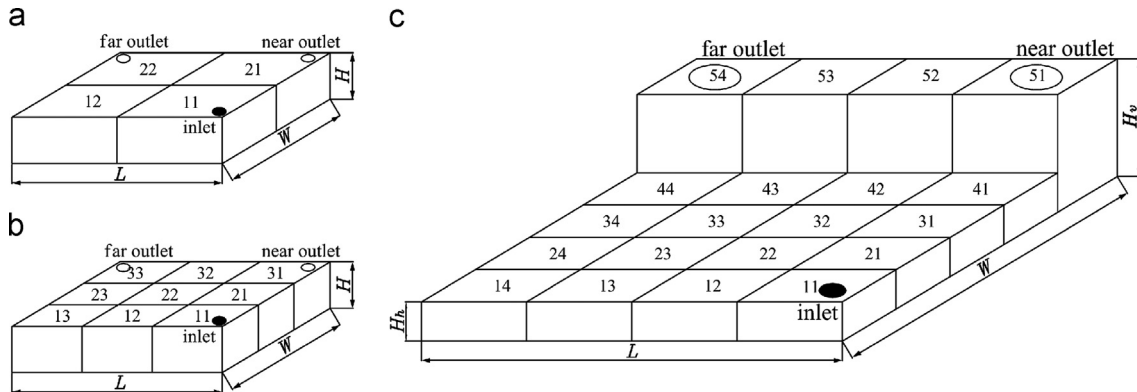 a
far outlet near outlet
22 21
H
12 11
inlet
W
L
b
far outlet near outlet
33 32 31
H
23 22 21
13 12 11
inlet
W
L
c
far outlet near outlet
54 53 52 51
Hv
44 43 42 41
34 33 32 31
24 23 22 21
W
14 13 12 11
inlet
Hh
L